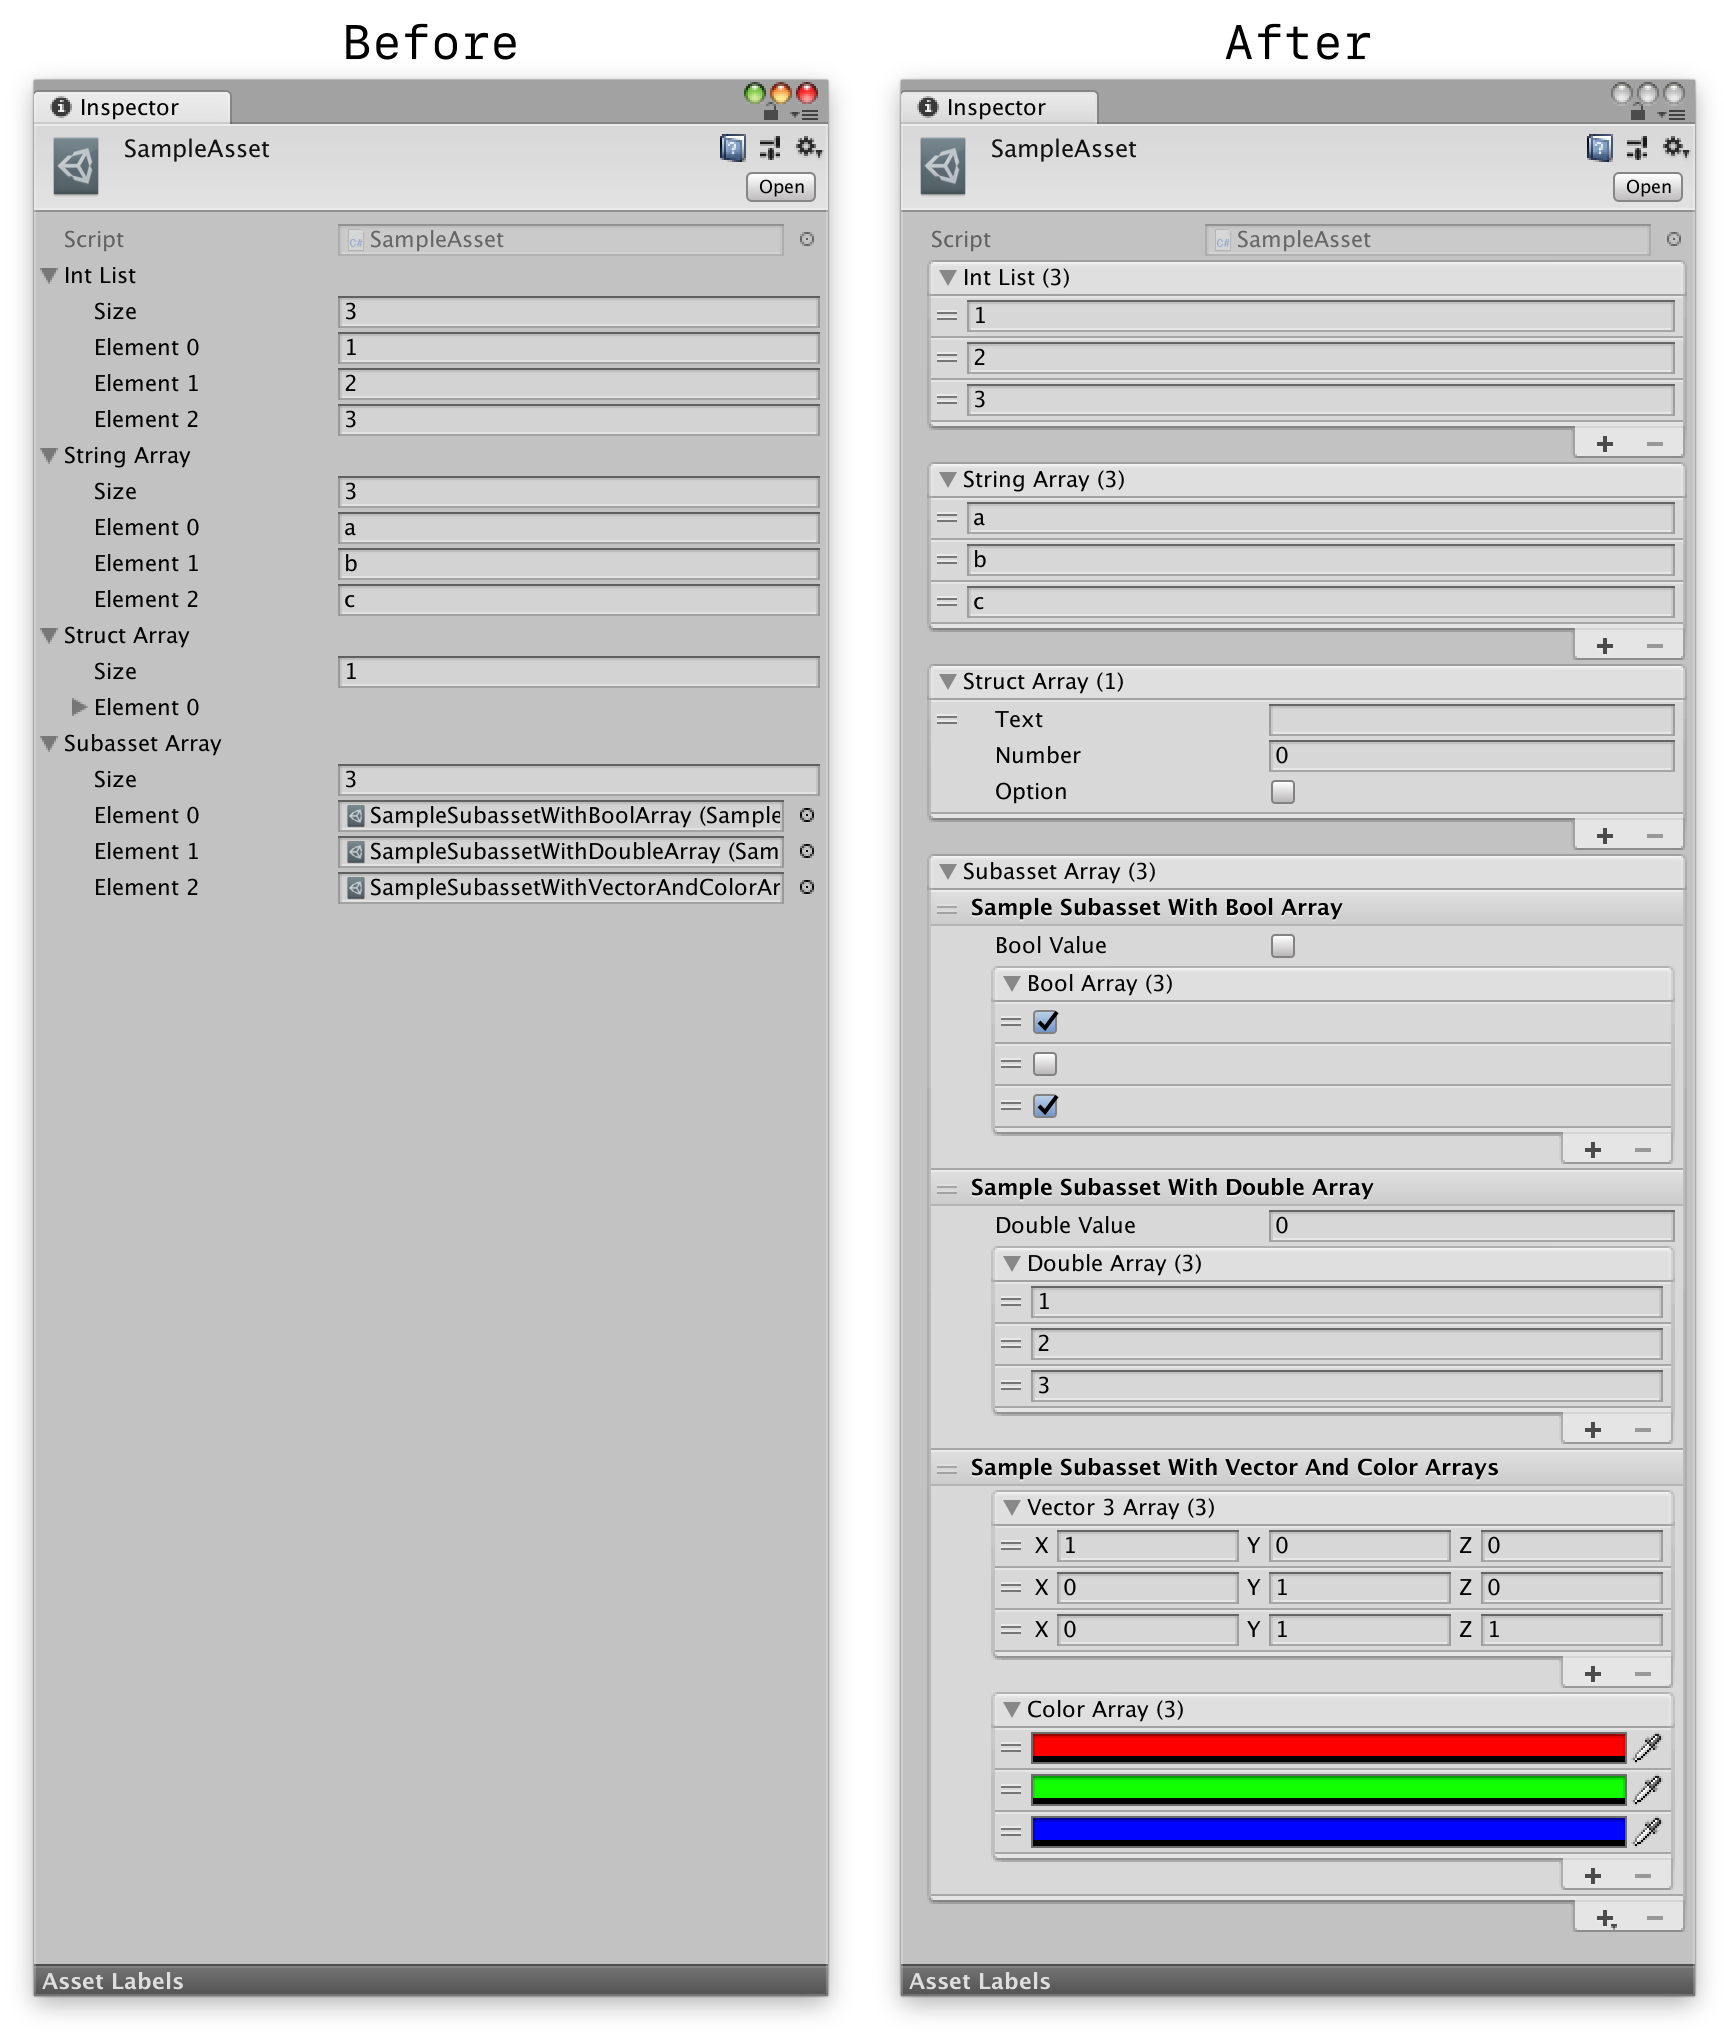 Before
Inspector
SampleAsset
Open
Script C# SampleAsset
Int List
Size 3
Element 0 1
Element 1 2
Element 2 3
String Array
Size 3
Element 0 a
Element 1 b
Element 2 c
Struct Array
Size 1
Element 0
Subasset Array
Size 3
Element 0 SampleSubassetWithBoolArray (Sample
Element 1 SampleSubassetWithDoubleArray (Sam
Element 2 SampleSubassetWithVectorAndColorAr
Asset Labels
After
Inspector
SampleAsset
Open
Script C# SampleAsset
Int List (3)
1
2
3
+ −
String Array (3)
a
b
c
+ −
Struct Array (1)
Text
Number 0
Option
+ −
Subasset Array (3)
Sample Subasset With Bool Array
Bool Value
Bool Array (3)
+ −
Sample Subasset With Double Array
Double Value 0
Double Array (3)
1
2
3
+ −
Sample Subasset With Vector And Color Arrays
Vector 3 Array (3)
X 1 Y 0 Z 0
X 0 Y 1 Z 0
X 0 Y 1 Z 1
+ −
Color Array (3)
+ −
+ −
Asset Labels